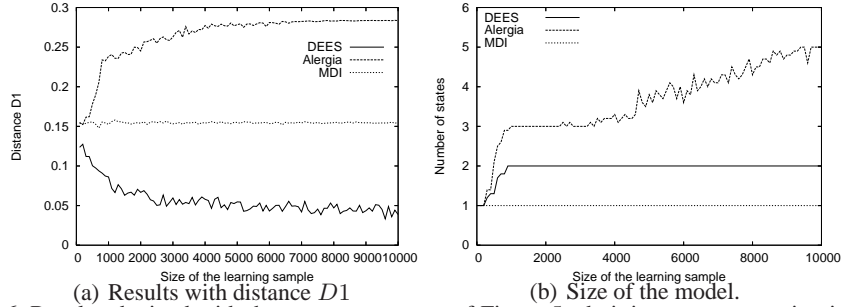 0.3
0.25
0.2
0.15
0.1
0.05
0
Distance D1
DEES
Alergia
MDI
0 1000 2000 3000 4000 5000 6000 7000 8000 90000 10000
Size of the learning sample
(a) Results with distance D1
6
5
4
3
2
1
0
Number of states
DEES
Alergia
MDI
0 2000 4000 6000 8000 10000
Size of the learning sample
(b) Size of the model.